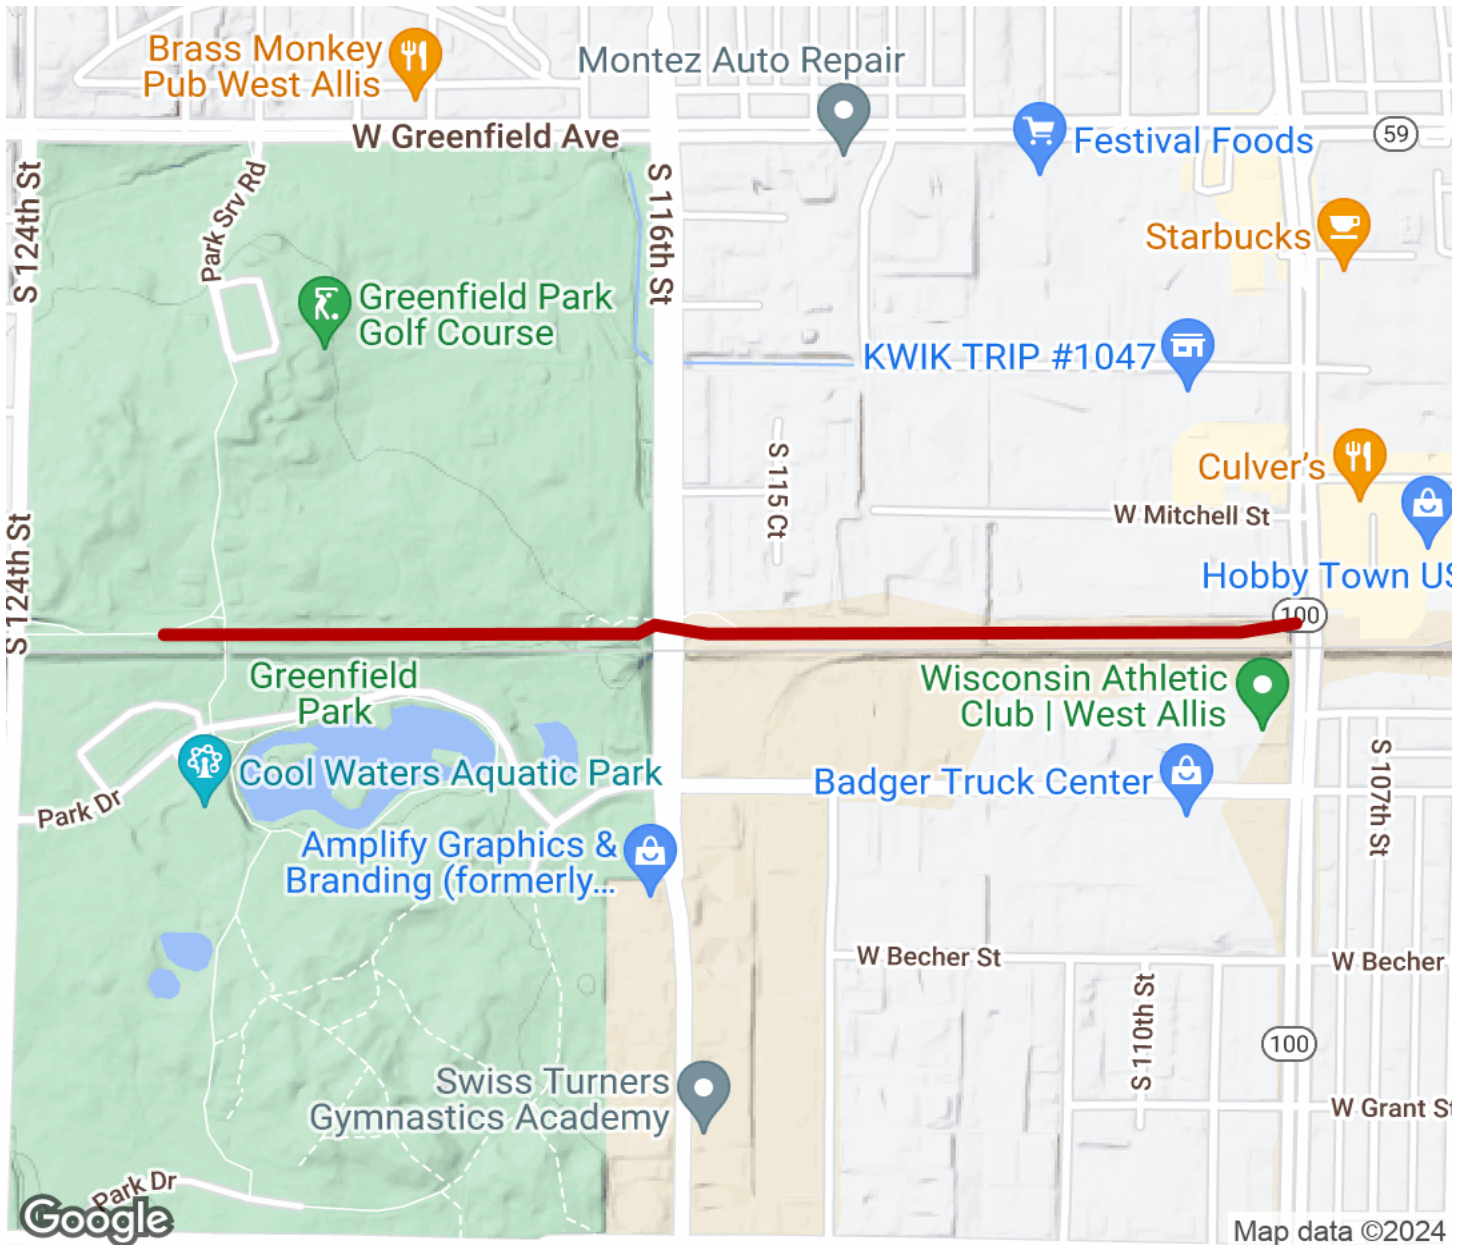 Brass Monkey
Pub West Allis
Montez Auto Repair
W Greenfield Ave
Festival Foods
59
S 124th St
Park Srv Rd
S 116th St
Starbucks
Greenfield Park
Golf Course
KWIK TRIP #1047
S 115 Ct
Culver's
W Mitchell St
S 124th St
Hobby Town US
100
Greenfield
Park
Wisconsin Athletic
Club | West Allis
Cool Waters Aquatic Park
Badger Truck Center
S 107th St
Park Dr
Amplify Graphics &
Branding (formerly...
W Becher St
W Becher
S 110th St
100
Swiss Turners
Gymnastics Academy
W Grant St
Park Dr
Google
Map data ©2024